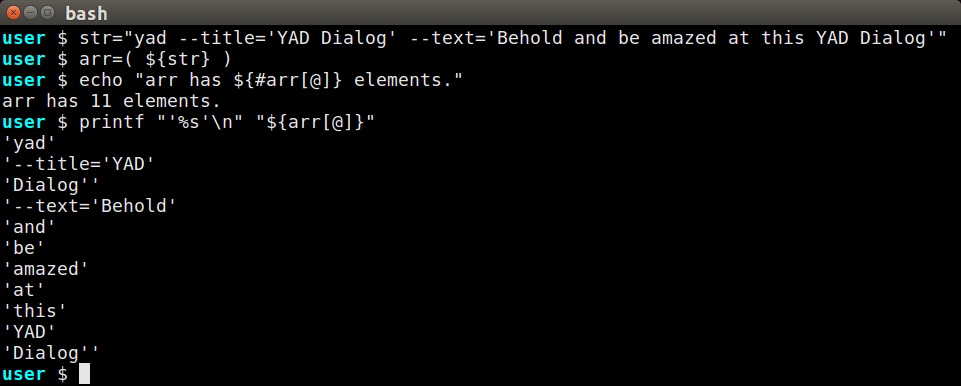 bash
user $ str="yad --title='YAD Dialog' --text='Behold and be amazed at this YAD Dialog'"
user $ arr=( ${str} )
user $ echo "arr has ${#arr[@]} elements."
arr has 11 elements.
user $ printf "'%s'\n" "${arr[@]}"
'yad'
'--title='YAD'
'Dialog''
'--text='Behold'
'and'
'be'
'amazed'
'at'
'this'
'YAD'
'Dialog''
user $